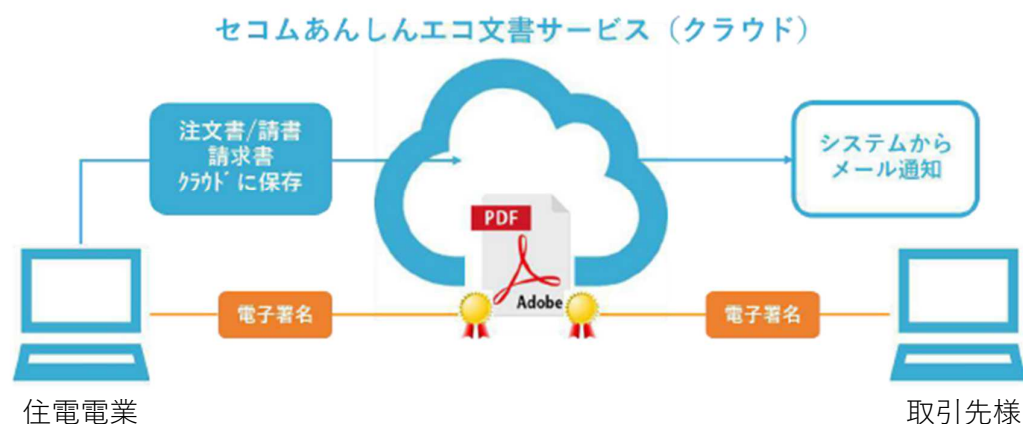 セコムあんしんエコ文書サービス（クラウド）
注文書/請書
請求書
ｸﾗｳﾄﾞに保存
システムから
メール通知
PDF
Adobe
電子署名
電子署名
住電電業
取引先様